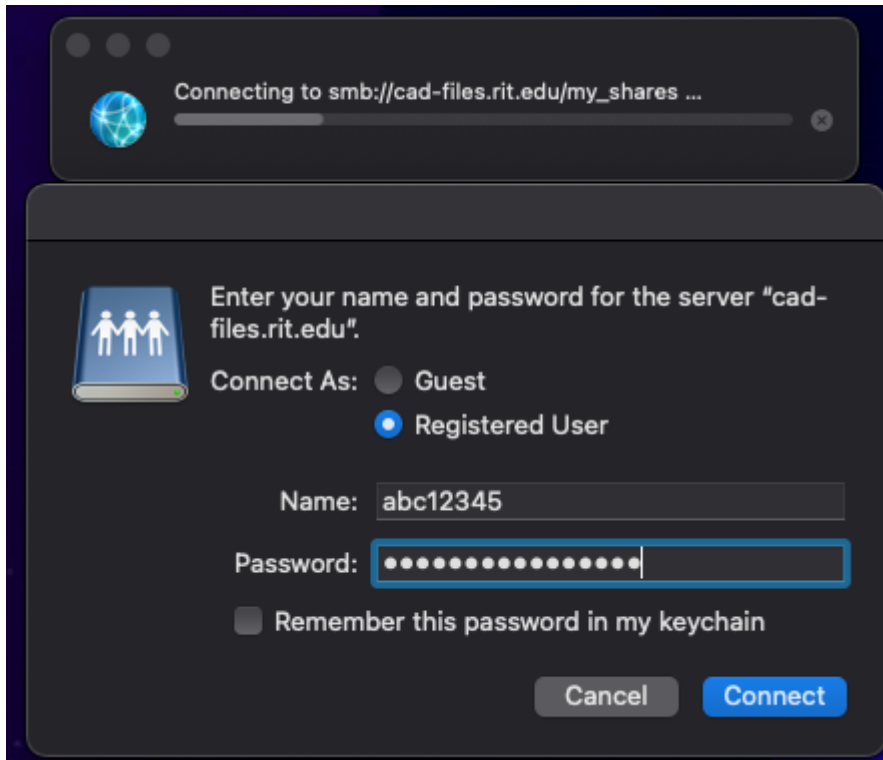 Connecting to smb://cad-files.rit.edu/my_shares ...
Enter your name and password for the server “cad-
files.rit.edu”.
Connect As: Guest
Registered User
Name: abc12345
Password: ••••••••••••••••
Remember this password in my keychain
Cancel Connect